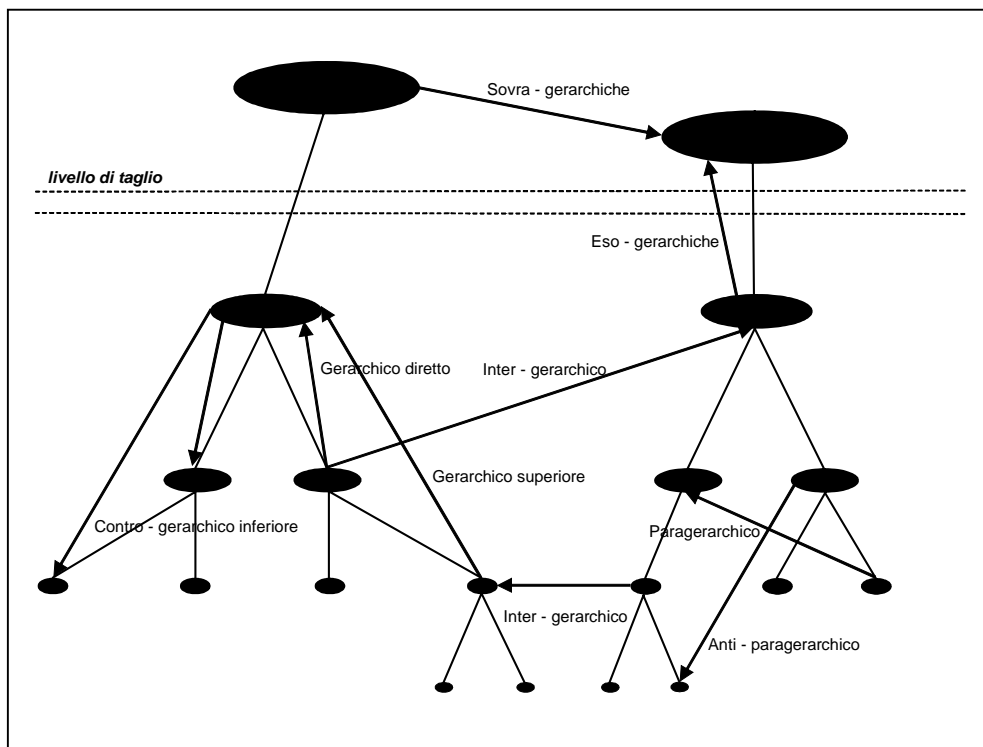 Sovra - gerarchiche
livello di taglio
Eso - gerarchiche
Gerarchico diretto
Inter - gerarchico
Gerarchico superiore
Contro - gerarchico inferiore
Paragerarchico
Inter - gerarchico
Anti - paragerarchico